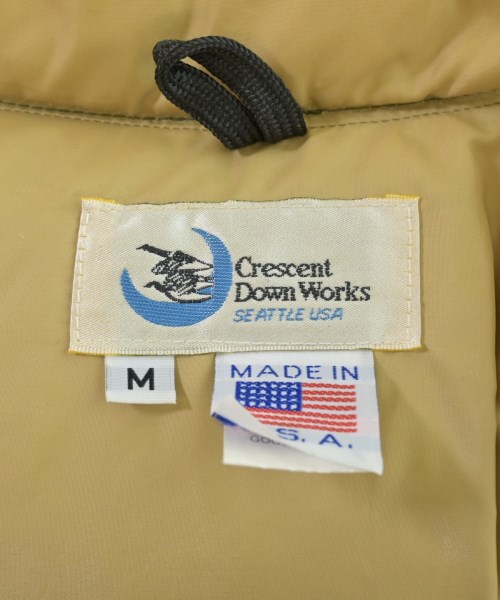 Crescent
Down Works
SEATTLE USA
M
MADE IN
S. A.